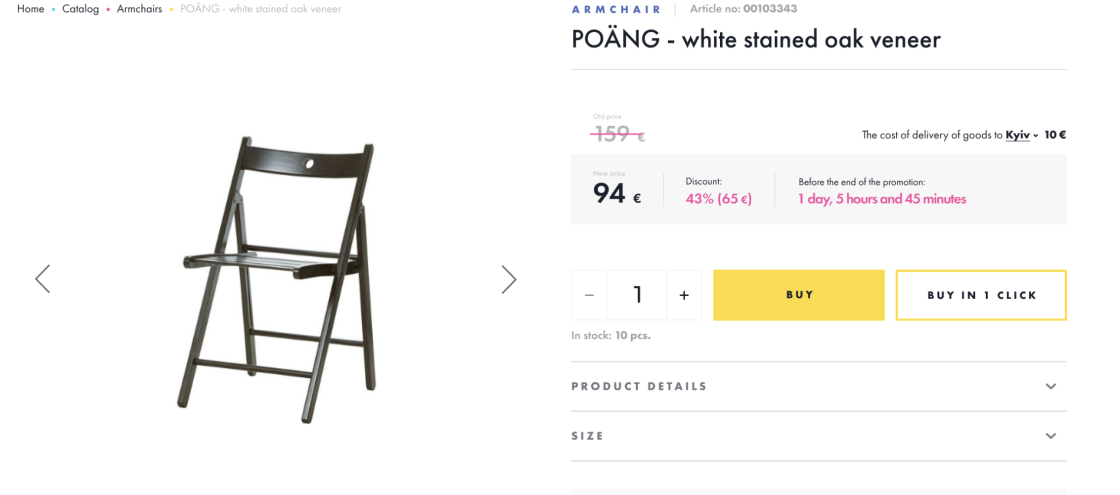 Home • Catalog • Armchairs • POÄNG - white stained oak veneer
ARMCHAIR | Article no: 00103343
POÄNG - white stained oak veneer
Old price
159 €
The cost of delivery of goods to Kyiv 10 €
New price
94 €
Discount:
43% (65 €)
Before the end of the promotion:
1 day, 5 hours and 45 minutes
− 1 +
BUY
BUY IN 1 CLICK
In stock: 10 pcs.
PRODUCT DETAILS
SIZE